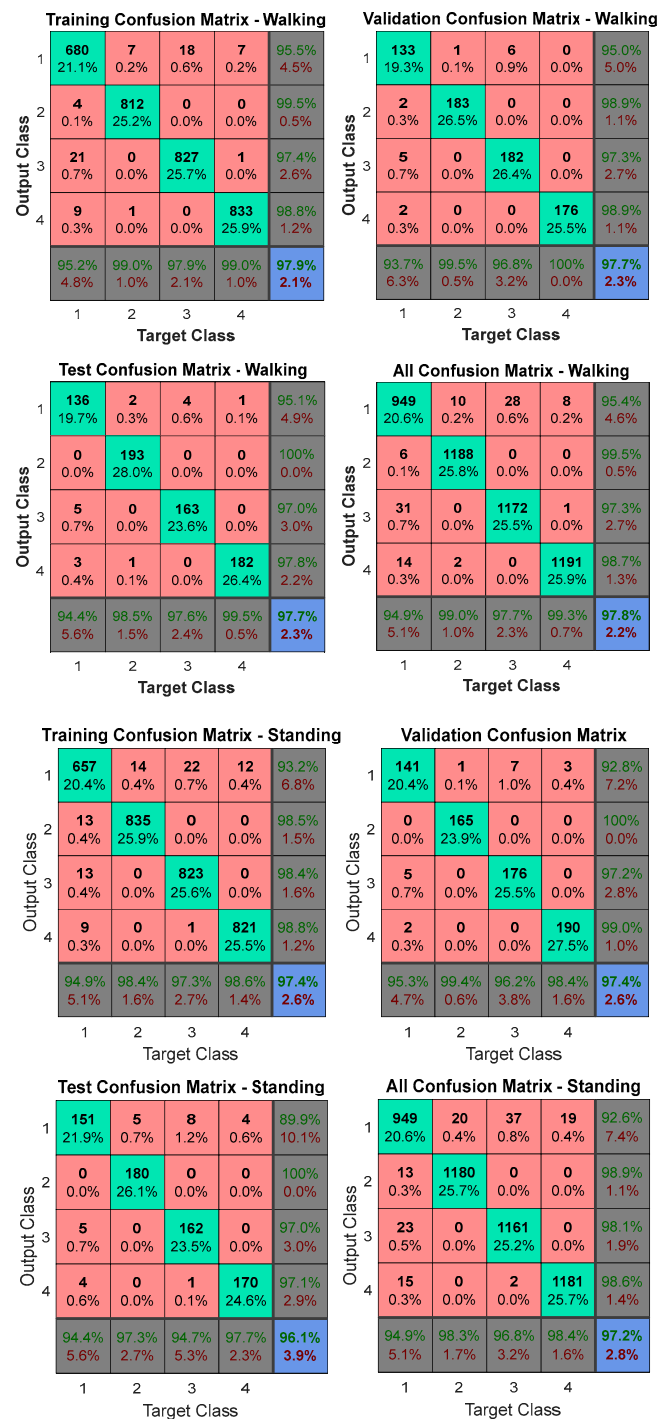 Training Confusion Matrix - Walking
680 7 18 7 95.5%
1
21.1% 0.2% 0.6% 0.2% 4.5%
4 812 0 0 99.5%
2
0.1% 25.2% 0.0% 0.0% 0.5%
21 0 827 1 97.4%
3
0.7% 0.0% 25.7% 0.0% 2.6%
9 1 0 833 98.8%
4
0.3% 0.0% 0.0% 25.9% 1.2%
95.2% 99.0% 97.9% 99.0% 97.9%
4.8% 1.0% 2.1% 1.0% 2.1%
1 2 3 4
Target Class
Output Class
Validation Confusion Matrix - Walking
133 1 6 0 95.0%
1
19.3% 0.1% 0.9% 0.0% 5.0%
2 183 0 0 98.9%
2
0.3% 26.5% 0.0% 0.0% 1.1%
5 0 182 0 97.3%
3
0.7% 0.0% 26.4% 0.0% 2.7%
2 0 0 176 98.9%
4
0.3% 0.0% 0.0% 25.5% 1.1%
93.7% 99.5% 96.8% 100% 97.7%
6.3% 0.5% 3.2% 0.0% 2.3%
1 2 3 4
Target Class
Output Class
Test Confusion Matrix - Walking
136 2 4 1 95.1%
1
19.7% 0.3% 0.6% 0.1% 4.9%
0 193 0 0 100%
2
0.0% 28.0% 0.0% 0.0% 0.0%
5 0 163 0 97.0%
3
0.7% 0.0% 23.6% 0.0% 3.0%
3 1 0 182 97.8%
4
0.4% 0.1% 0.0% 26.4% 2.2%
94.4% 98.5% 97.6% 99.5% 97.7%
5.6% 1.5% 2.4% 0.5% 2.3%
1 2 3 4
Target Class
Output Class
All Confusion Matrix - Walking
949 10 28 8 95.4%
1
20.6% 0.2% 0.6% 0.2% 4.6%
6 1188 0 0 99.5%
2
0.1% 25.8% 0.0% 0.0% 0.5%
31 0 1172 1 97.3%
3
0.7% 0.0% 25.5% 0.0% 2.7%
14 2 0 1191 98.7%
4
0.3% 0.0% 0.0% 25.9% 1.3%
94.9% 99.0% 97.7% 99.3% 97.8%
5.1% 1.0% 2.3% 0.7% 2.2%
1 2 3 4
Target Class
Output Class
Training Confusion Matrix - Standing
657 14 22 12 93.2%
1
20.4% 0.4% 0.7% 0.4% 6.8%
13 835 0 0 98.5%
2
0.4% 25.9% 0.0% 0.0% 1.5%
13 0 823 0 98.4%
3
0.4% 0.0% 25.6% 0.0% 1.6%
9 0 1 821 98.8%
4
0.3% 0.0% 0.0% 25.5% 1.2%
94.9% 98.4% 97.3% 98.6% 97.4%
5.1% 1.6% 2.7% 1.4% 2.6%
1 2 3 4
Target Class
Output Class
Validation Confusion Matrix
141 1 7 3 92.8%
1
20.4% 0.1% 1.0% 0.4% 7.2%
0 165 0 0 100%
2
0.0% 23.9% 0.0% 0.0% 0.0%
5 0 176 0 97.2%
3
0.7% 0.0% 25.5% 0.0% 2.8%
2 0 0 190 99.0%
4
0.3% 0.0% 0.0% 27.5% 1.0%
95.3% 99.4% 96.2% 98.4% 97.4%
4.7% 0.6% 3.8% 1.6% 2.6%
1 2 3 4
Target Class
Output Class
Test Confusion Matrix - Standing
151 5 8 4 89.9%
1
21.9% 0.7% 1.2% 0.6% 10.1%
0 180 0 0 100%
2
0.0% 26.1% 0.0% 0.0% 0.0%
5 0 162 0 97.0%
3
0.7% 0.0% 23.5% 0.0% 3.0%
4 0 1 170 97.1%
4
0.6% 0.0% 0.1% 24.6% 2.9%
94.4% 97.3% 94.7% 97.7% 96.1%
5.6% 2.7% 5.3% 2.3% 3.9%
1 2 3 4
Target Class
Output Class
All Confusion Matrix - Standing
949 20 37 19 92.6%
1
20.6% 0.4% 0.8% 0.4% 7.4%
13 1180 0 0 98.9%
2
0.3% 25.7% 0.0% 0.0% 1.1%
23 0 1161 0 98.1%
3
0.5% 0.0% 25.2% 0.0% 1.9%
15 0 2 1181 98.6%
4
0.3% 0.0% 0.0% 25.7% 1.4%
94.9% 98.3% 96.8% 98.4% 97.2%
5.1% 1.7% 3.2% 1.6% 2.8%
1 2 3 4
Target Class
Output Class